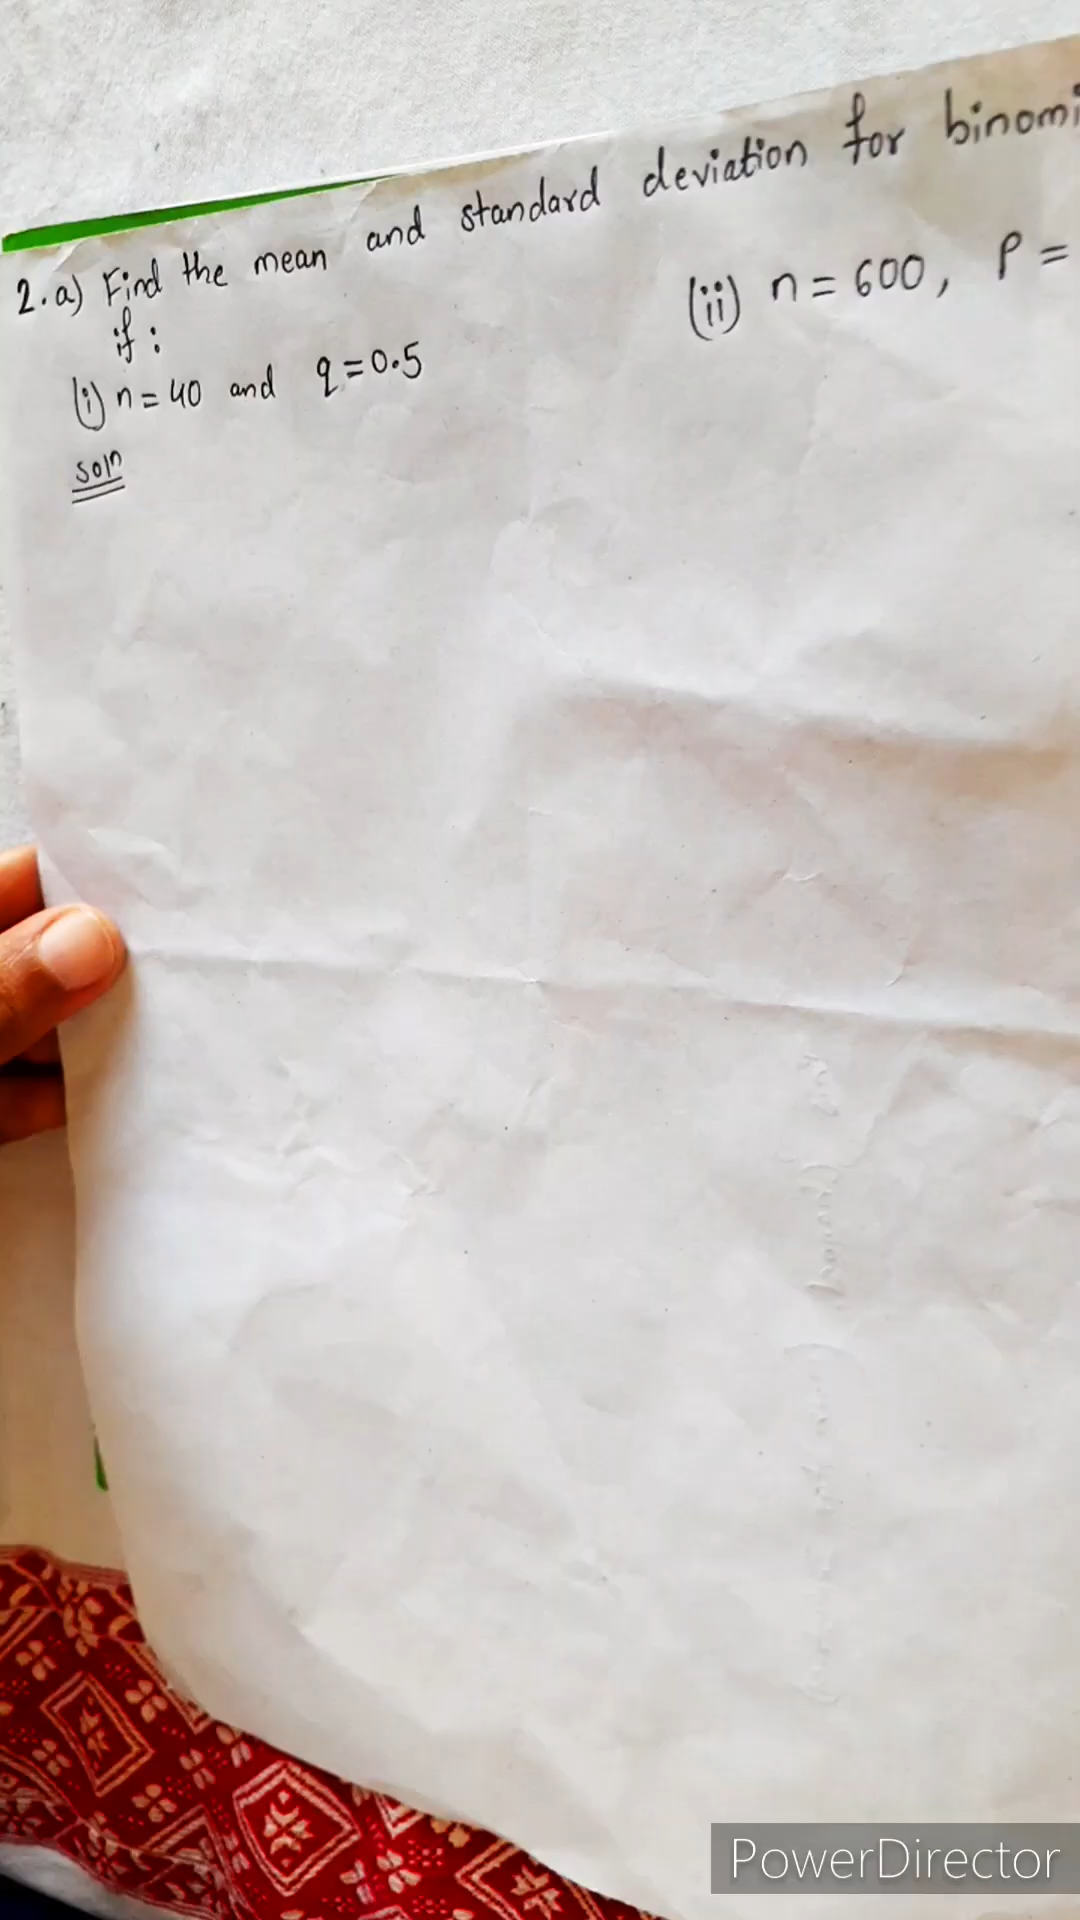 2.a) Find the mean and standard deviation for binomi
if :
(i) n = 40 and q = 0.5
(ii) n = 600, P =
soln
PowerDirector